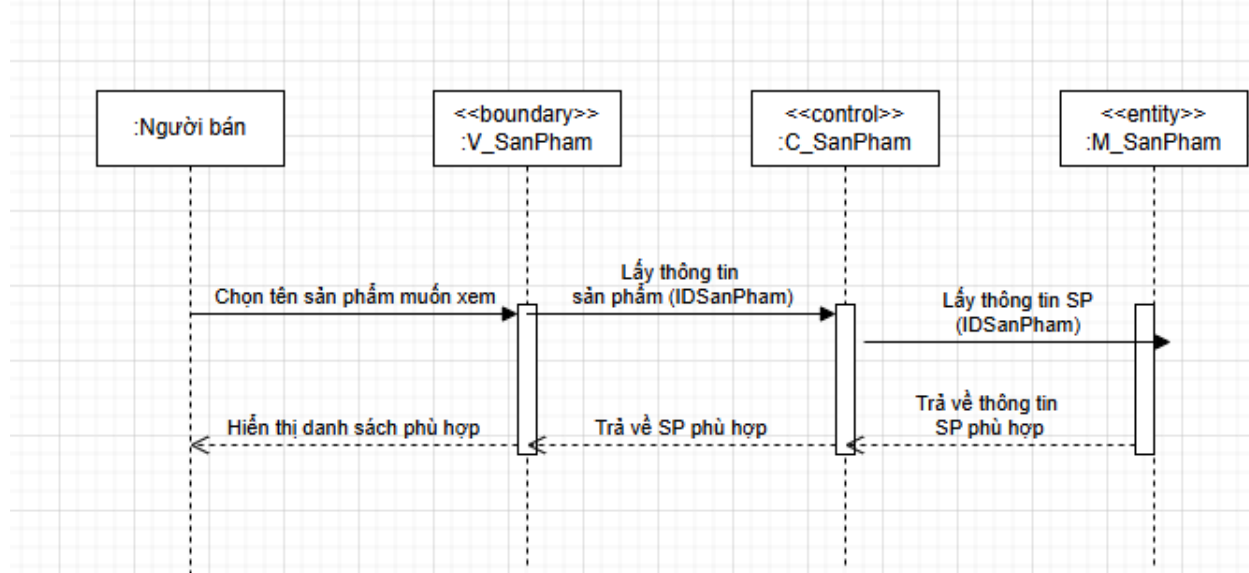 :Người bán
<<boundary>>
:V_SanPham
<<control>>
:C_SanPham
<<entity>>
:M_SanPham
Chọn tên sản phẩm muốn xem
Lấy thông tin
sản phẩm (IDSanPham)
Lấy thông tin SP
(IDSanPham)
Hiển thị danh sách phù hợp
Trả về SP phù hợp
Trả về thông tin
SP phù hợp